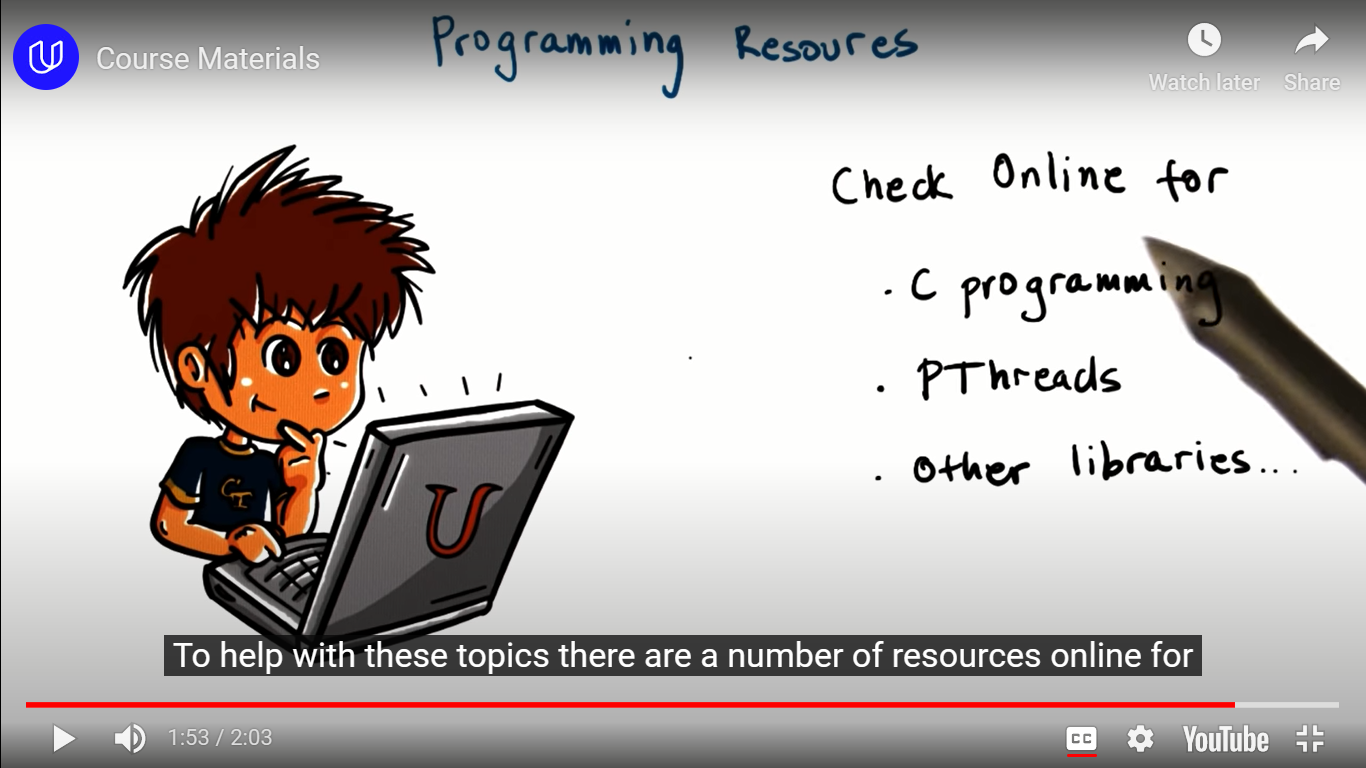 Course Materials
Programming Resoures
Watch later
Share
Check Online for
. C programming
. PThreads
. Other libraries...
GT
U
To help with these topics there are a number of resources online for
1:53 / 2:03
CC
YouTube